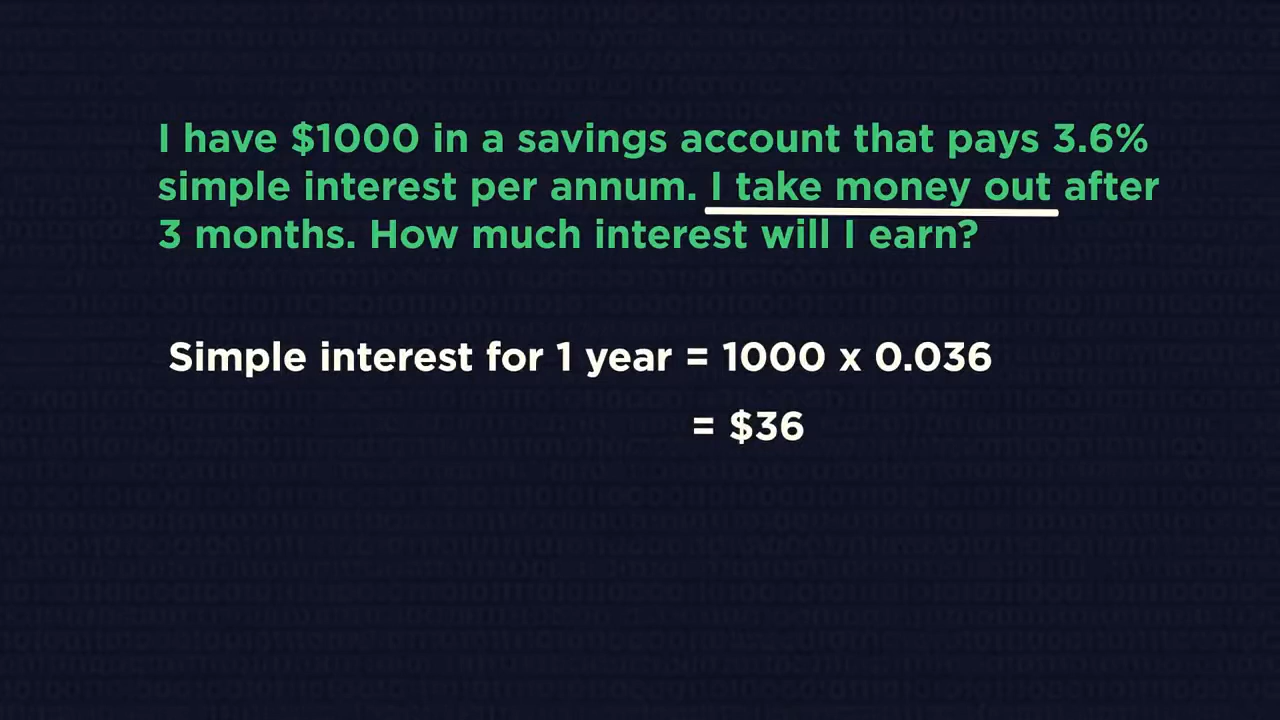 I have $1000 in a savings account that pays 3.6%
simple interest per annum. I take money out after
3 months. How much interest will I earn?
Simple interest for 1 year = 1000 x 0.036
= $36